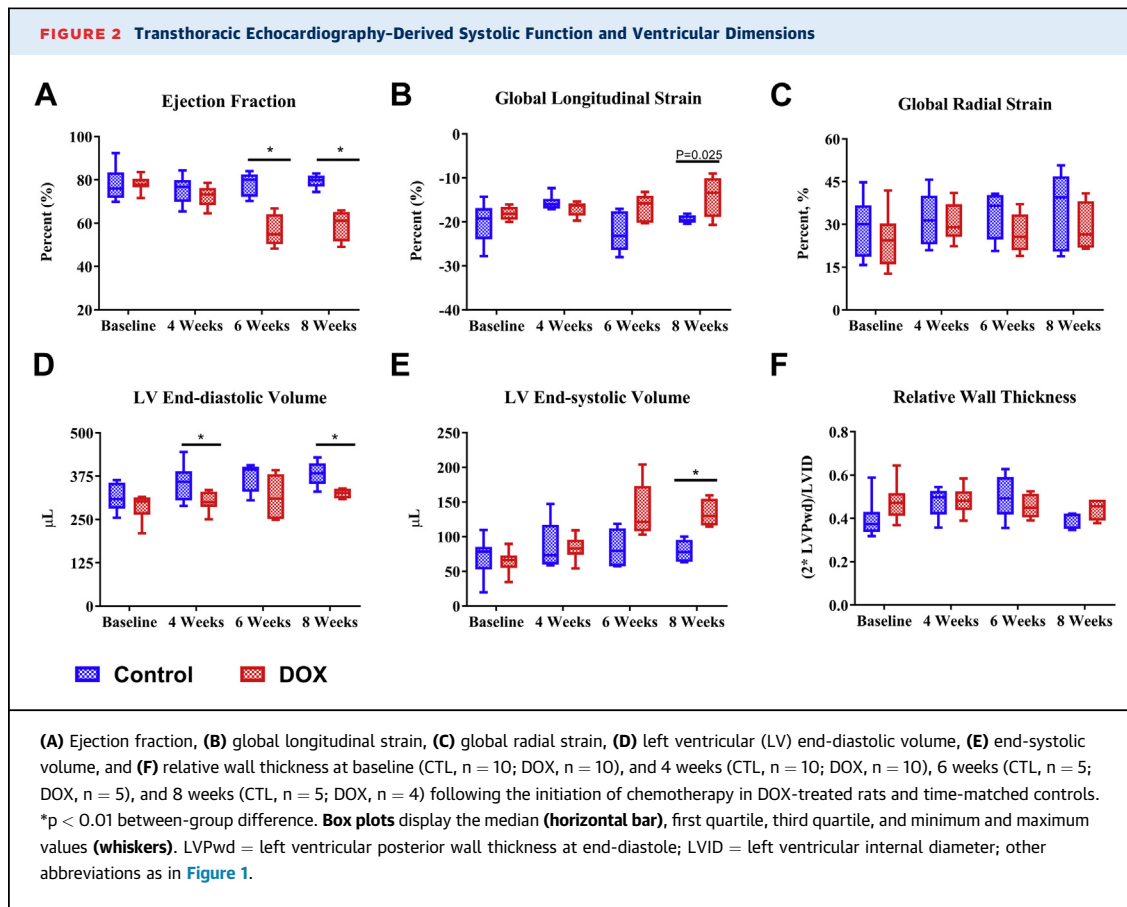 FIGURE 2 Transthoracic Echocardiography-Derived Systolic Function and Ventricular Dimensions
A
Ejection Fraction
Percent (%)
100
80
60
40
20
*
*
Baseline 4 Weeks 6 Weeks 8 Weeks
B
Global Longitudinal Strain
Percent (%)
0
-10
-20
-30
-40
P=0.025
Baseline 4 Weeks 6 Weeks 8 Weeks
C
Global Radial Strain
Percent, %
60
45
30
15
0
Baseline 4 Weeks 6 Weeks 8 Weeks
D
LV End-diastolic Volume
µL
500
375
250
125
0
*
*
Baseline 4 Weeks 6 Weeks 8 Weeks
E
LV End-systolic Volume
µL
250
200
150
100
50
0
*
Baseline 4 Weeks 6 Weeks 8 Weeks
F
Relative Wall Thickness
(2* LVPwd)/LVID
0.8
0.6
0.4
0.2
0.0
Baseline 4 Weeks 6 Weeks 8 Weeks
Control DOX
(A) Ejection fraction, (B) global longitudinal strain, (C) global radial strain, (D) left ventricular (LV) end-diastolic volume, (E) end-systolic
volume, and (F) relative wall thickness at baseline (CTL, n = 10; DOX, n = 10), and 4 weeks (CTL, n = 10; DOX, n = 10), 6 weeks (CTL, n = 5;
DOX, n = 5), and 8 weeks (CTL, n = 5; DOX, n = 4) following the initiation of chemotherapy in DOX-treated rats and time-matched controls.
*p < 0.01 between-group difference. Box plots display the median (horizontal bar), first quartile, third quartile, and minimum and maximum
values (whiskers). LVPwd = left ventricular posterior wall thickness at end-diastole; LVID = left ventricular internal diameter; other
abbreviations as in Figure 1.